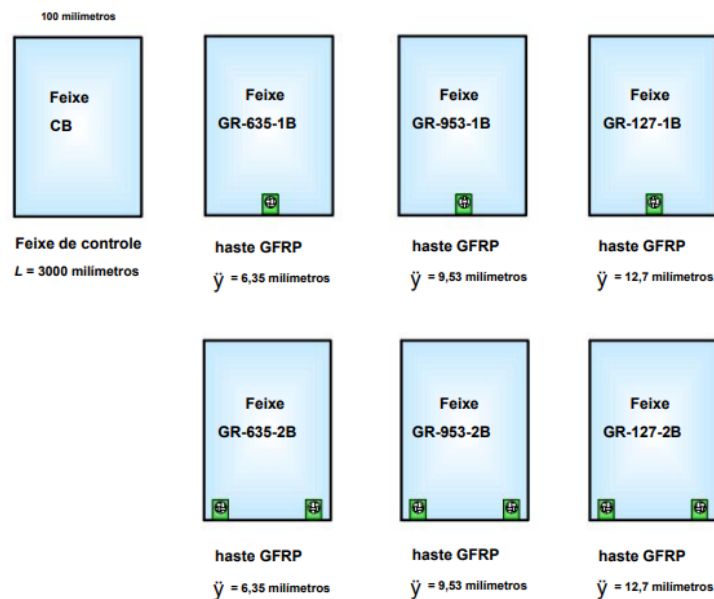 100 milímetros
Feixe
CB
Feixe
GR-635-1B
Feixe
GR-953-1B
Feixe
GR-127-1B
Feixe de controle
L = 3000 milímetros
haste GFRP
ÿ = 6,35 milímetros
haste GFRP
ÿ = 9,53 milímetros
haste GFRP
ÿ = 12,7 milímetros
Feixe
GR-635-2B
Feixe
GR-953-2B
Feixe
GR-127-2B
haste GFRP
ÿ = 6,35 milímetros
haste GFRP
ÿ = 9,53 milímetros
haste GFRP
ÿ = 12,7 milímetros